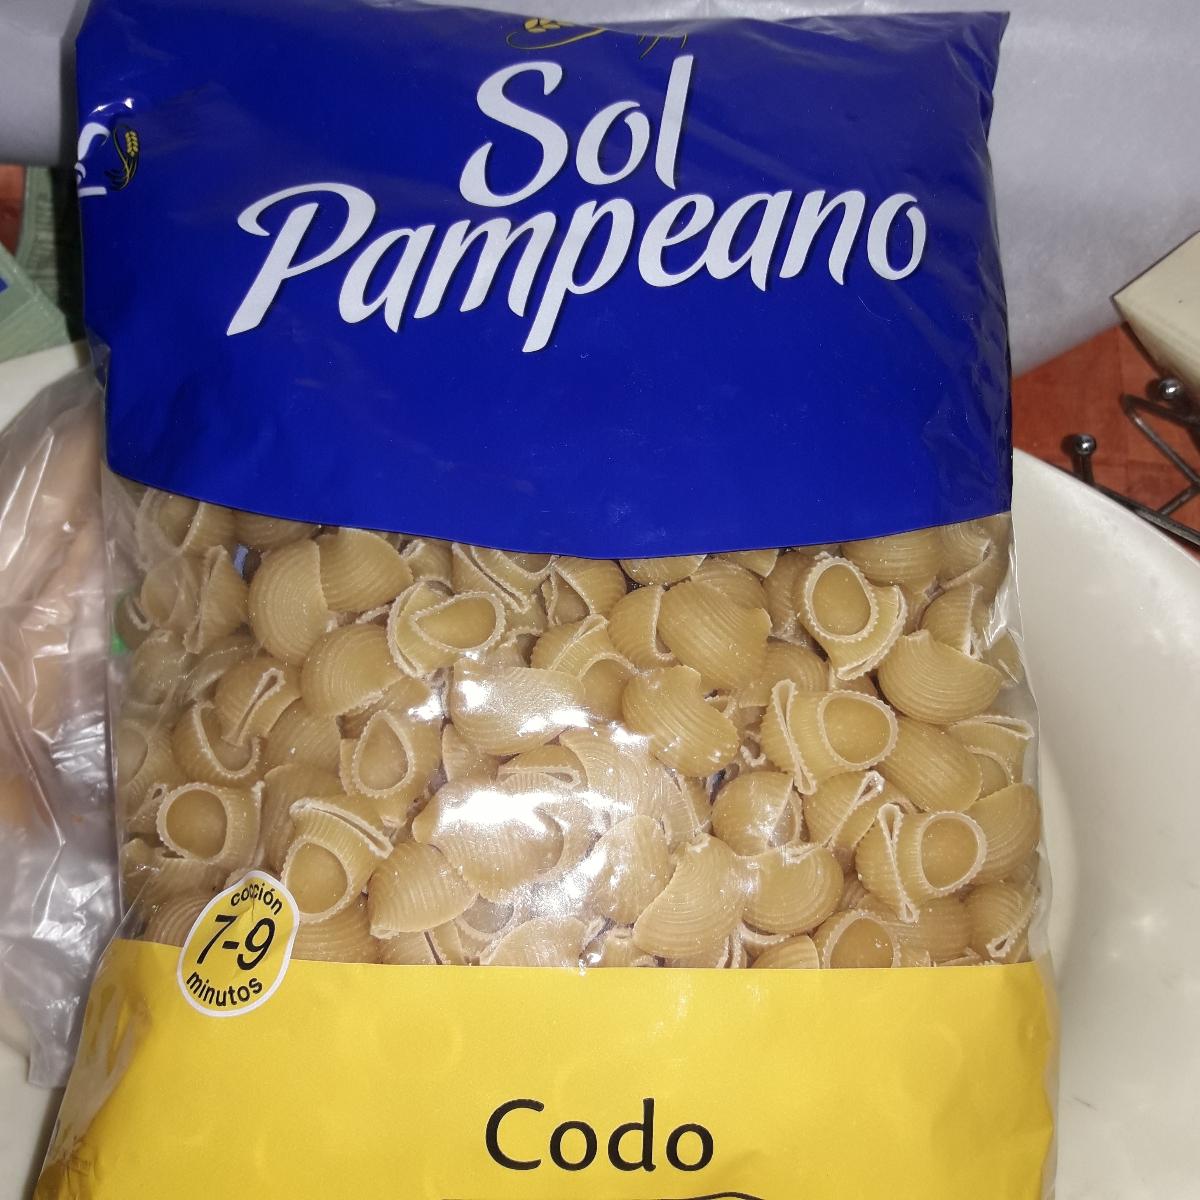 Sol
Pampeano
cocción
7-9
minutos
Codo